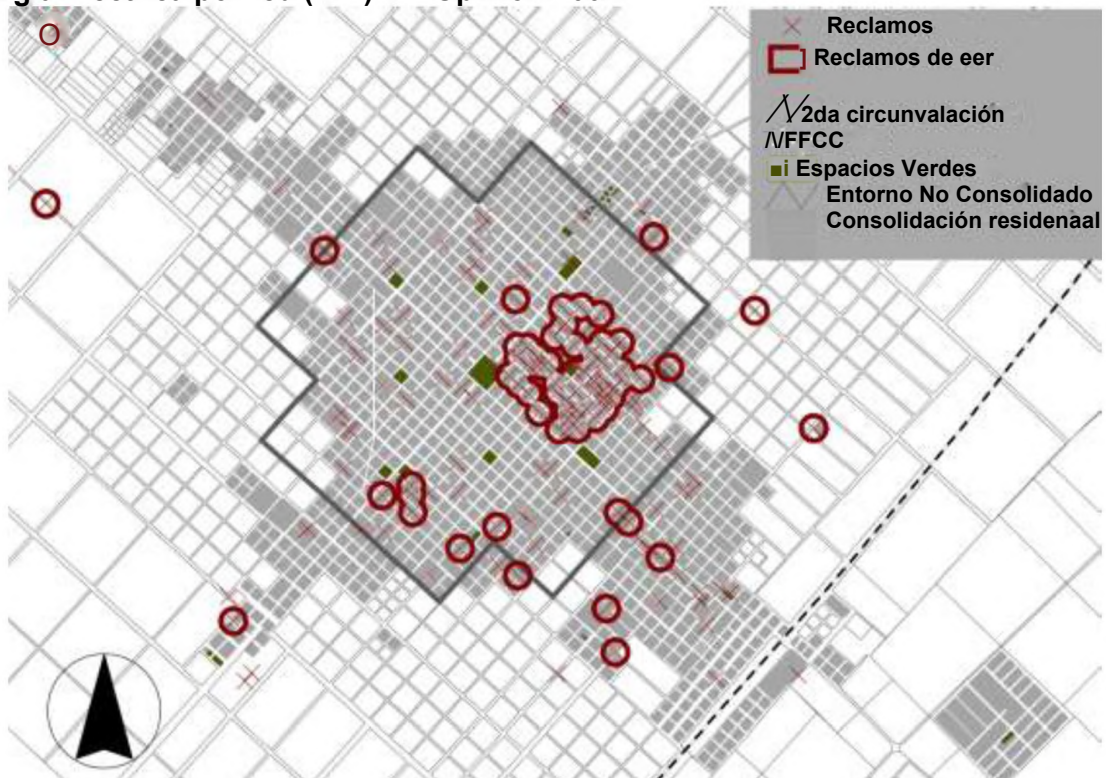 Reclamos
Reclamos de eer
2da circunvalación
FFCC
Espacios Verdes
Entorno No Consolidado
Consolidación residenaal